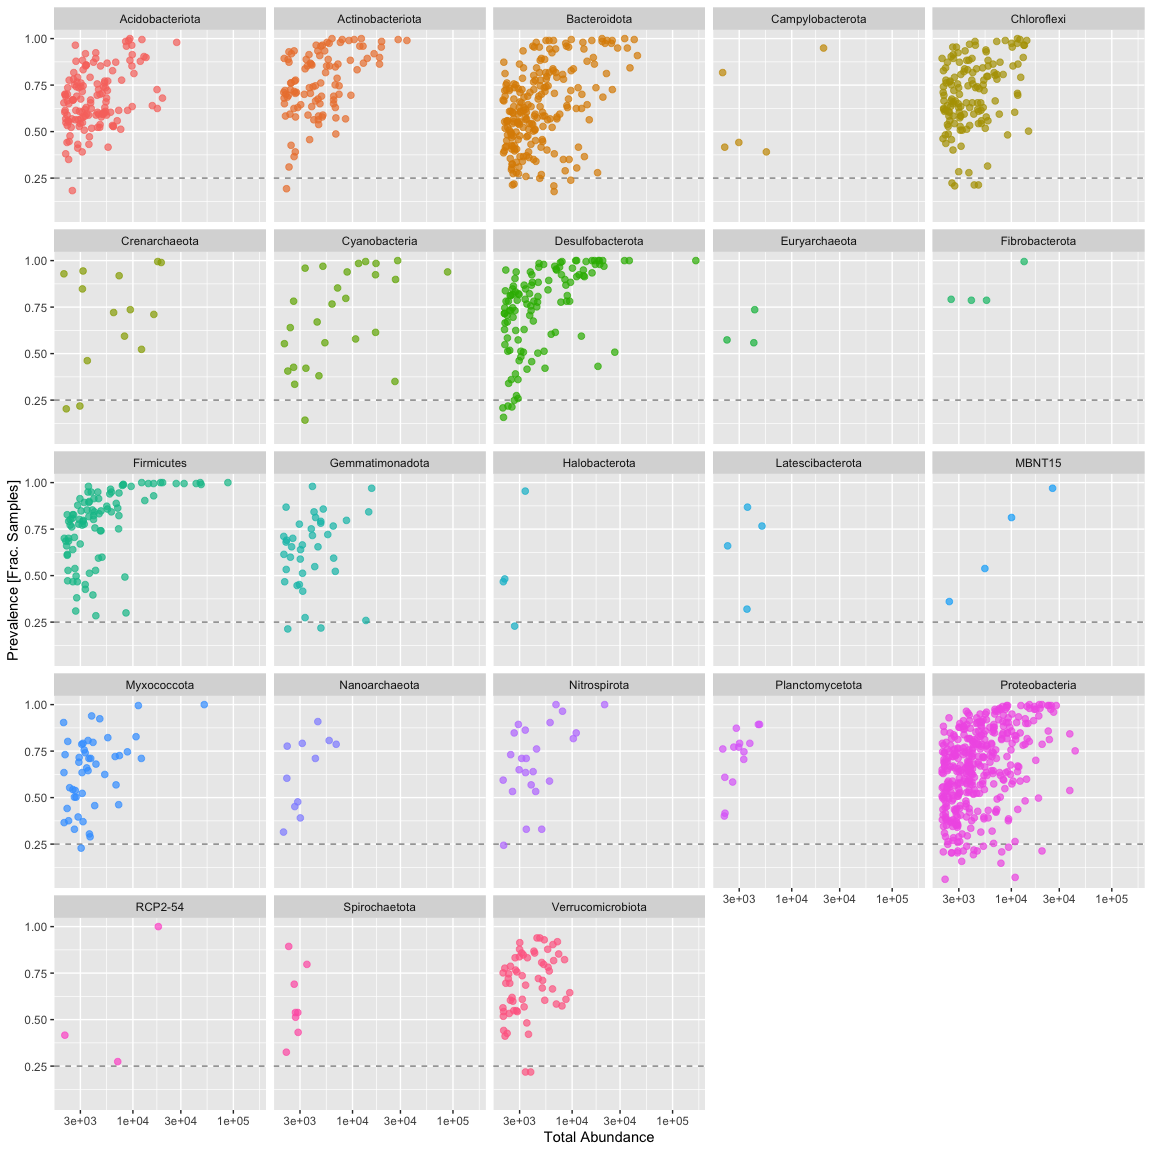 Acidobacteriota Actinobacteriota Bacteroidota Campylobacterota Chloroflexi
1.00
0.75
0.50
0.25
Crenarchaeota Cyanobacteria Desulfobacterota Euryarchaeota Fibrobacterota
1.00
0.75
0.50
0.25
Firmicutes Gemmatimonadota Halobacterota Latescibacterota MBNT15
1.00
0.75
0.50
0.25
Prevalence [Frac. Samples]
Myxococcota Nanoarchaeota Nitrospirota Planctomycetota Proteobacteria
1.00
0.75
0.50
0.25
3e+03 1e+04 3e+04 1e+05 3e+03 1e+04 3e+04 1e+05
RCP2-54 Spirochaetota Verrucomicrobiota
1.00
0.75
0.50
0.25
3e+03 1e+04 3e+04 1e+05 3e+03 1e+04 3e+04 1e+05 3e+03 1e+04 3e+04 1e+05
Total Abundance